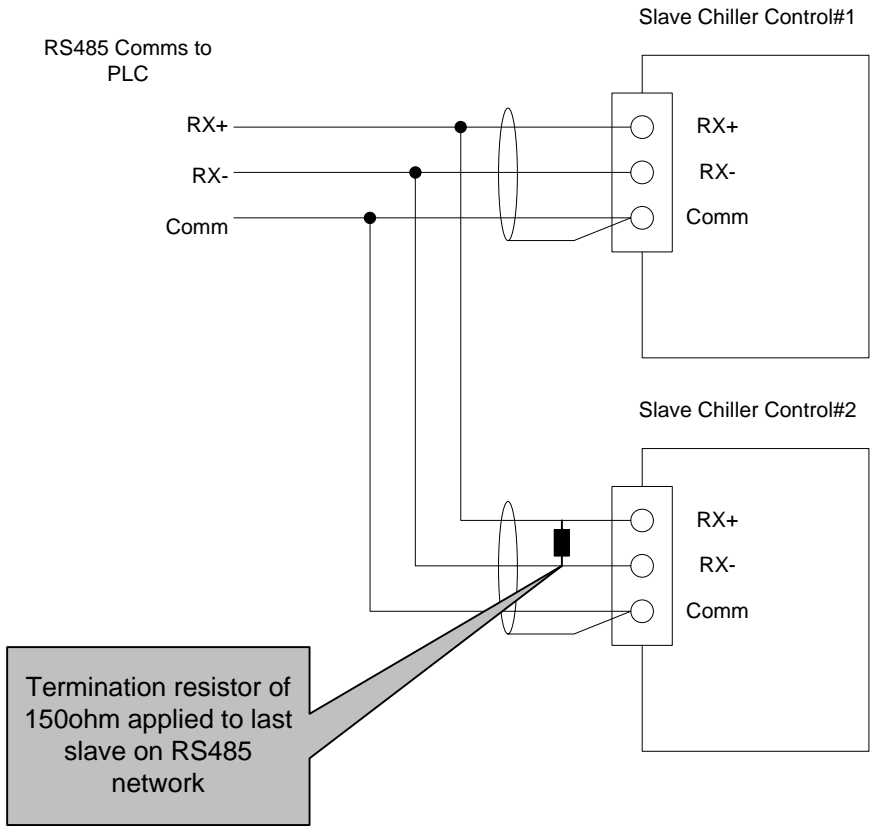 Slave Chiller Control#1
RS485 Comms to
PLC
RX+
RX-
Comm
RX+
RX-
Comm
Slave Chiller Control#2
RX+
RX-
Comm
Termination resistor of
150ohm applied to last
slave on RS485
network